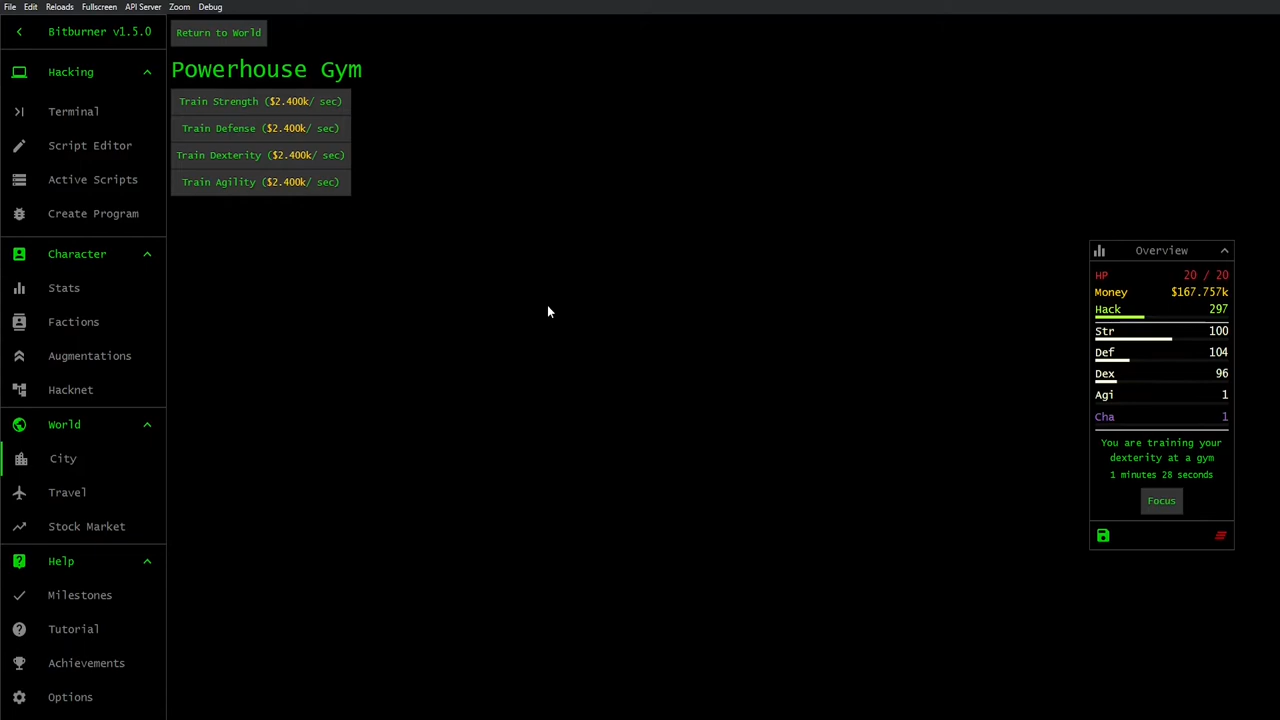 File Edit Reloads Fullscreen API Server Zoom Debug
Bitburner v1.5.0
Hacking
Terminal
Script Editor
Active Scripts
Create Program
Character
Stats
Factions
Augmentations
Hacknet
World
City
Travel
Stock Market
Help
Milestones
Tutorial
Achievements
Options
Return to World
Powerhouse Gym
Train Strength ($2.400k/ sec)
Train Defense ($2.400k/ sec)
Train Dexterity ($2.400k/ sec)
Train Agility ($2.400k/ sec)
Overview
HP 20 / 20
Money $167.757k
Hack 297
Str 100
Def 104
Dex 96
Agi 1
Cha 1
You are training your
dexterity at a gym
1 minutes 28 seconds
Focus